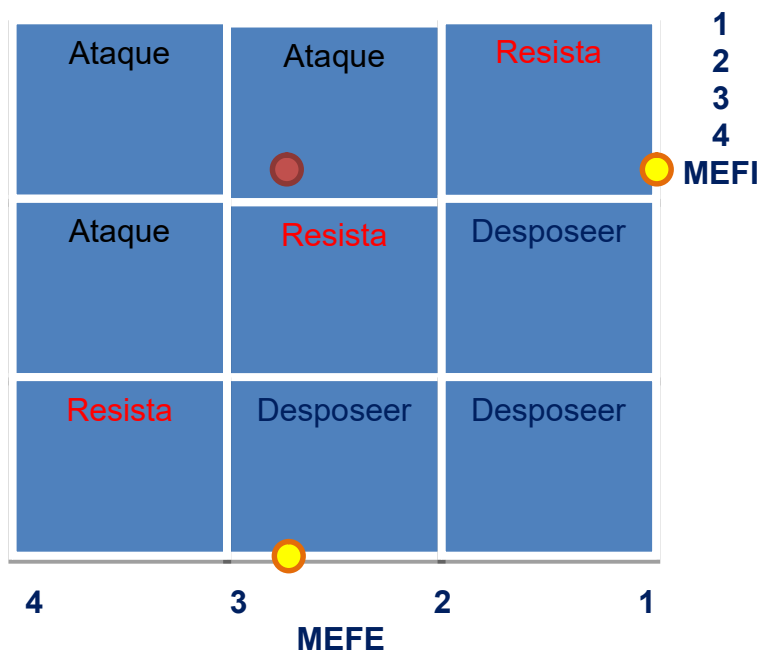 Ataque Ataque Resista
Ataque Resista Desposeer
Resista Desposeer Desposeer
1
2
3
4
MEFI
4 3 2 1
MEFE